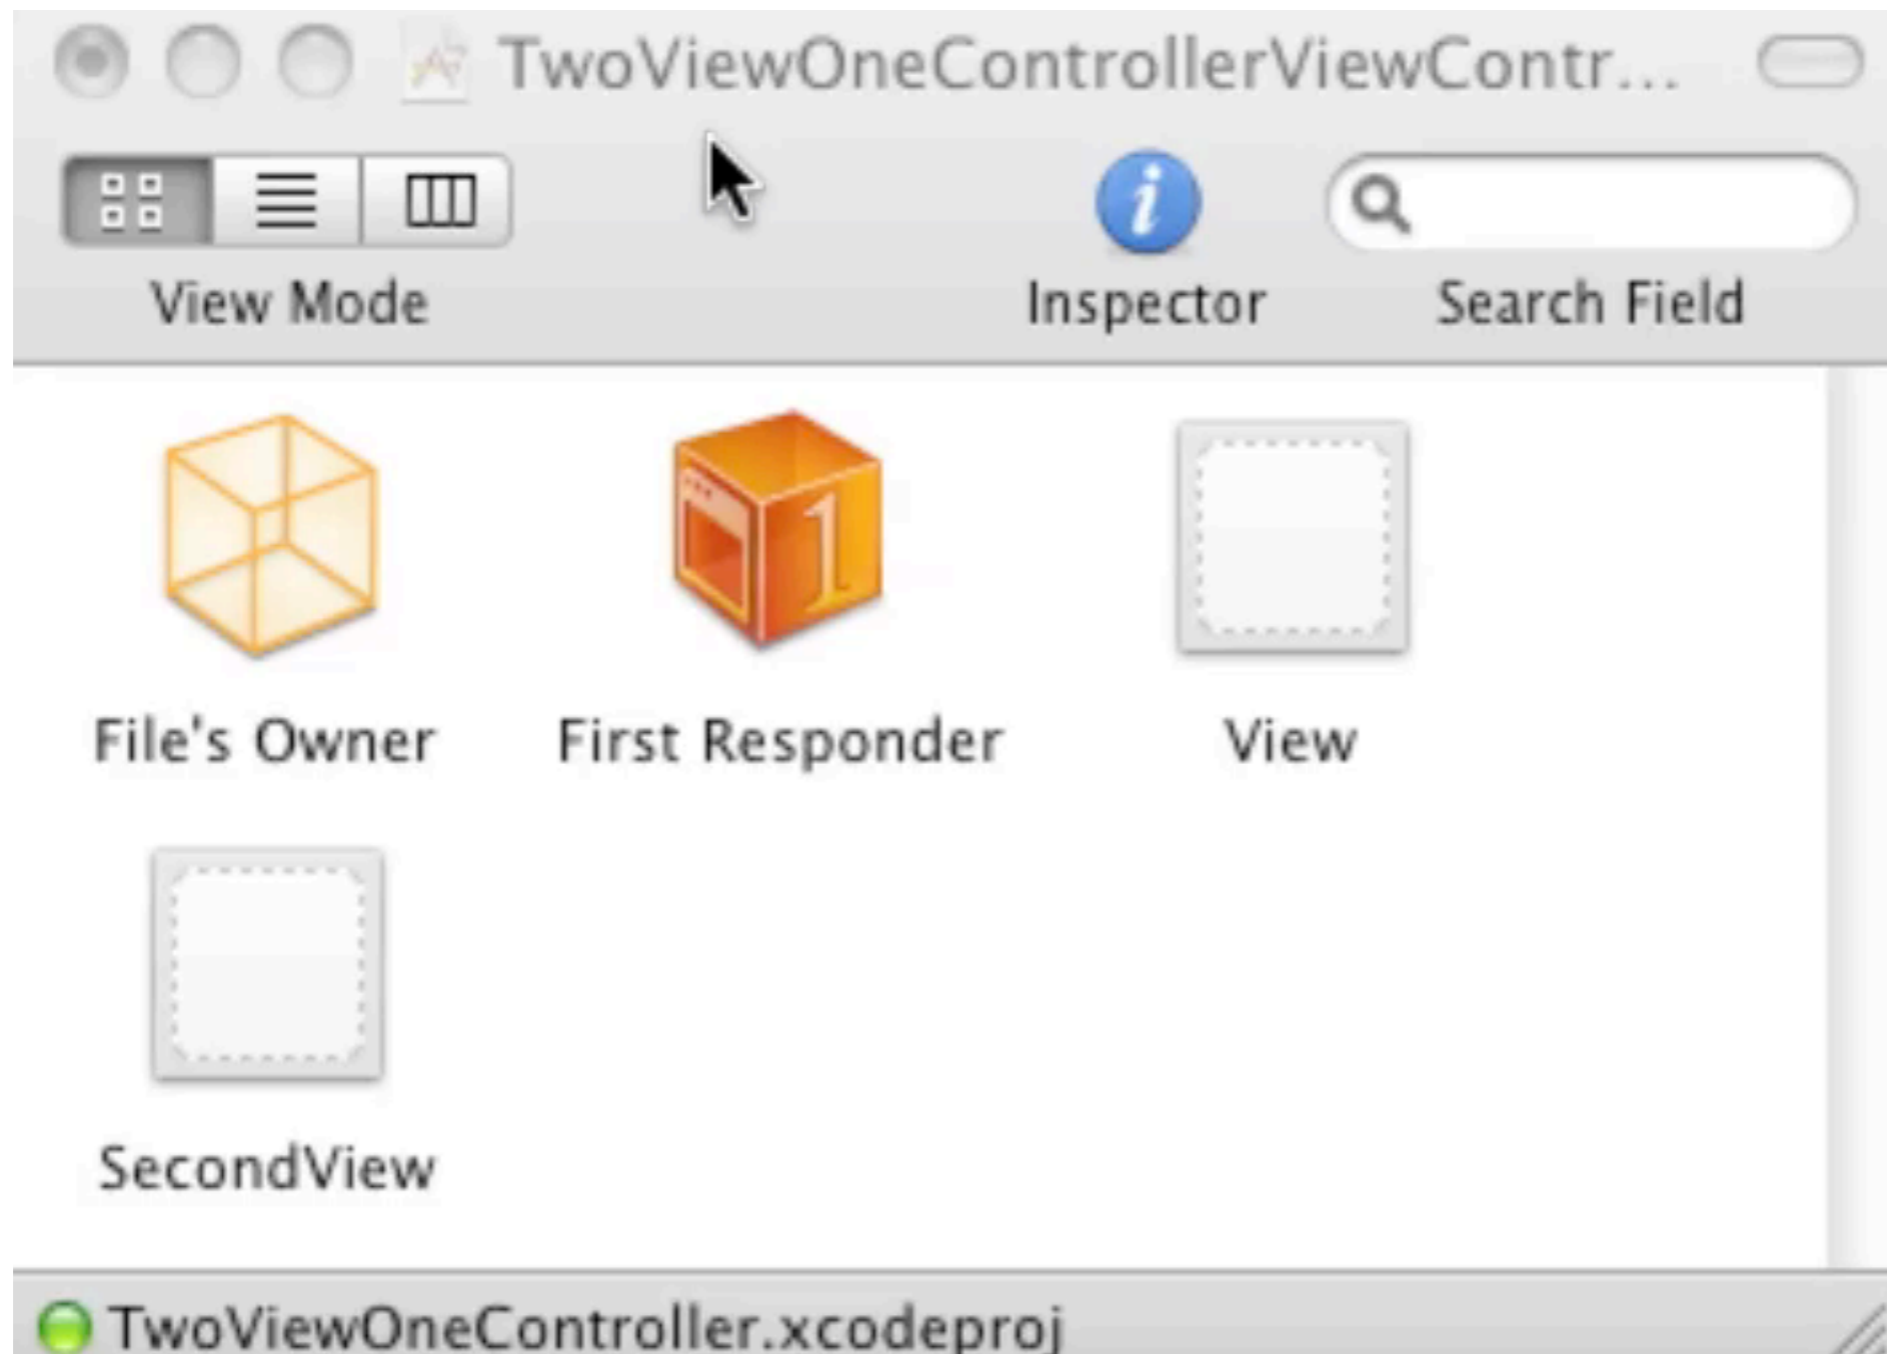 TwoViewOneControllerViewContr...
View Mode
Inspector
Search Field
File's Owner
First Responder
View
SecondView
TwoViewOneController.xcodeproj